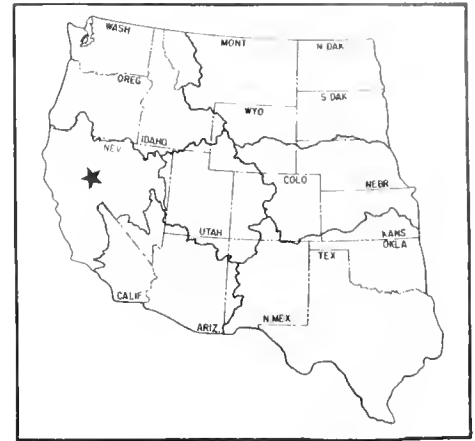 WASH
MONT
N DAK
OREG
S DAK
WYO
IDAHO
NEV
COLO
NEBR
UTAH
KANS
OKLA
TEX
CALIF
N MEX
ARIZ.